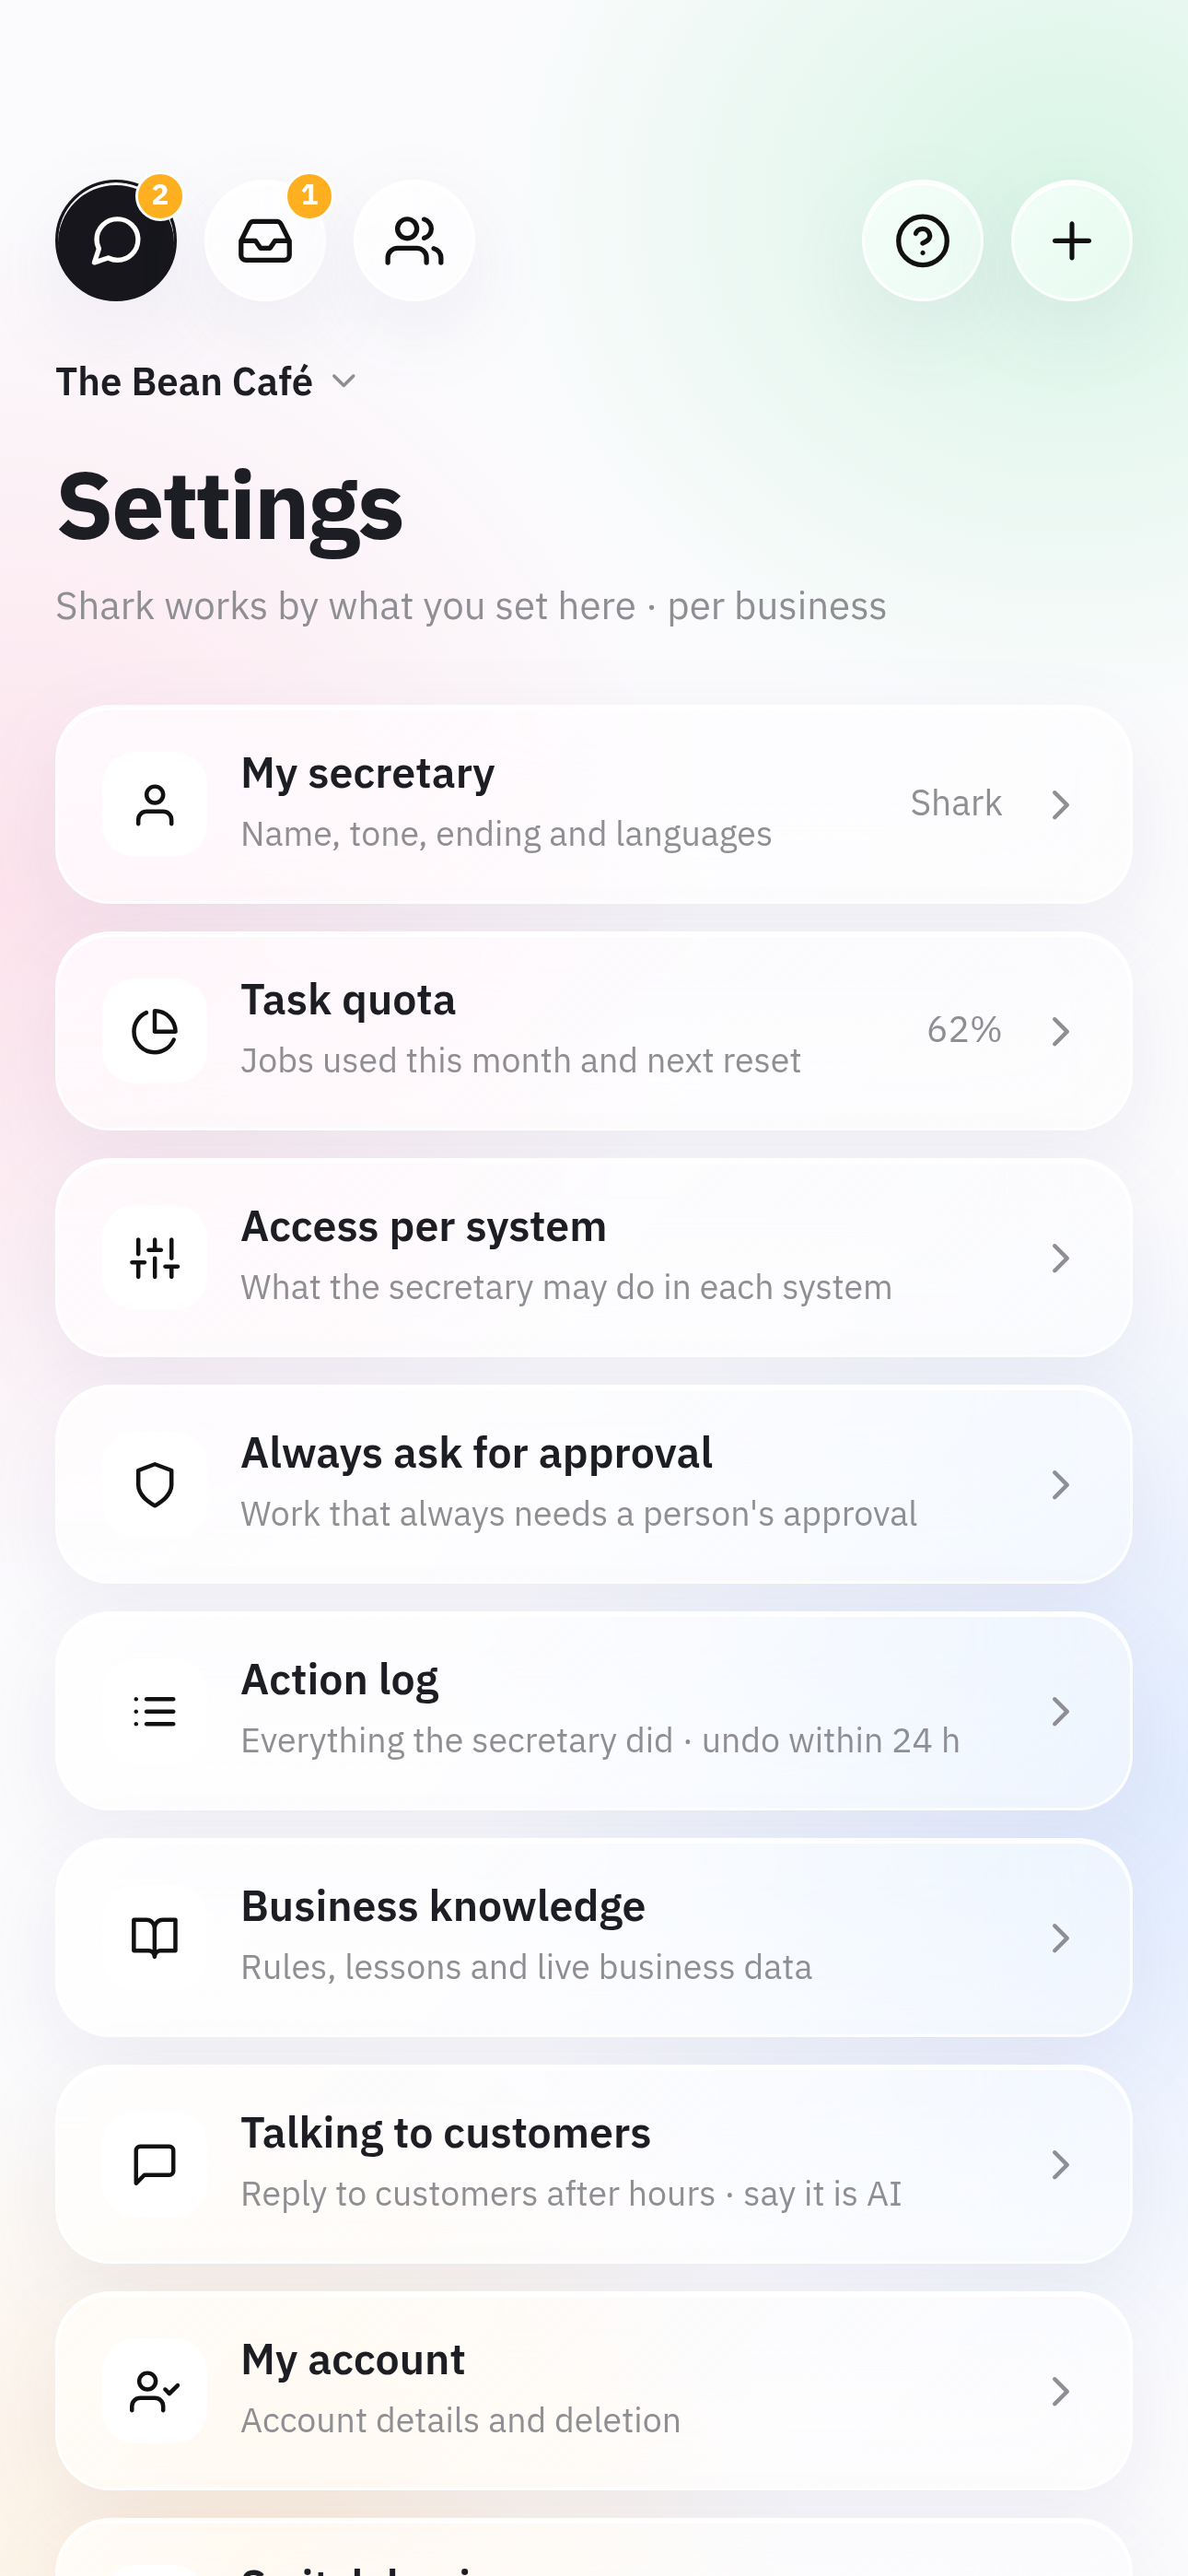 2
1
The Bean Café
Settings
Shark works by what you set here · per business
My secretary
Name, tone, ending and languages
Shark
Task quota
Jobs used this month and next reset
62%
Access per system
What the secretary may do in each system
Always ask for approval
Work that always needs a person's approval
Action log
Everything the secretary did · undo within 24 h
Business knowledge
Rules, lessons and live business data
Talking to customers
Reply to customers after hours · say it is AI
My account
Account details and deletion